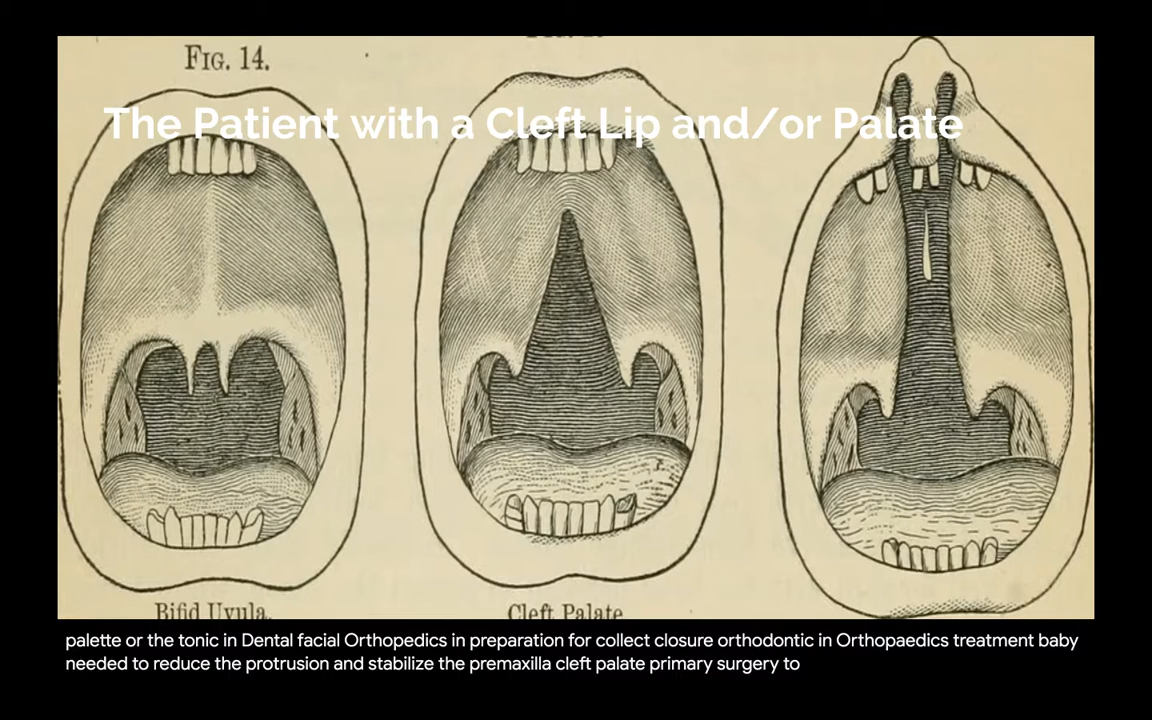 FIG. 14.
The Patient with a Cleft Lip and/or Palate
Bifid Uvula.
Cleft Palate
palette or the tonic in Dental facial Orthopedics in preparation for collect closure orthodontic in Orthopaedics treatment baby
needed to reduce the protrusion and stabilize the premaxilla cleft palate primary surgery to